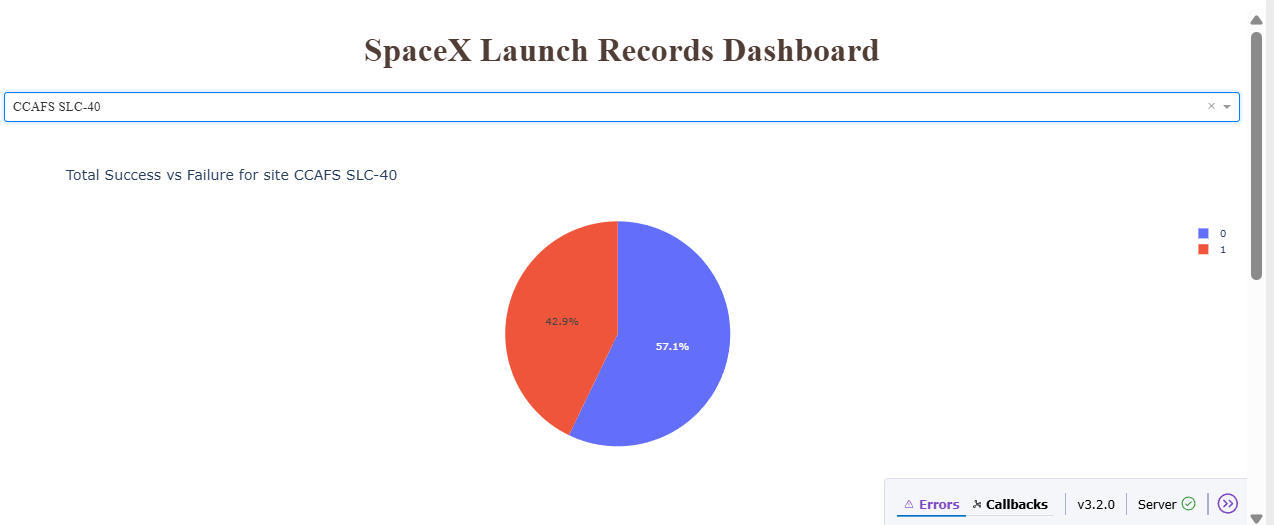 SpaceX Launch Records Dashboard
CCAFS SLC-40
Total Success vs Failure for site CCAFS SLC-40
0
1
42.9%
57.1%
Errors Callbacks v3.2.0 Server